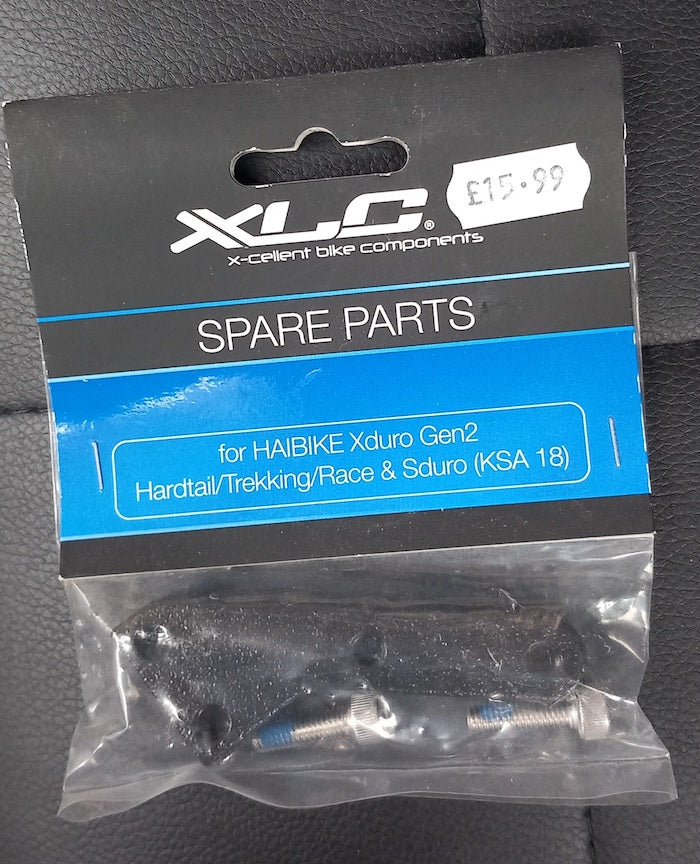 £15.99
XLC®
x-cellent bike components
SPARE PARTS
for HAIBIKE Xduro Gen2
Hardtail/Trekking/Race & Sduro (KSA 18)